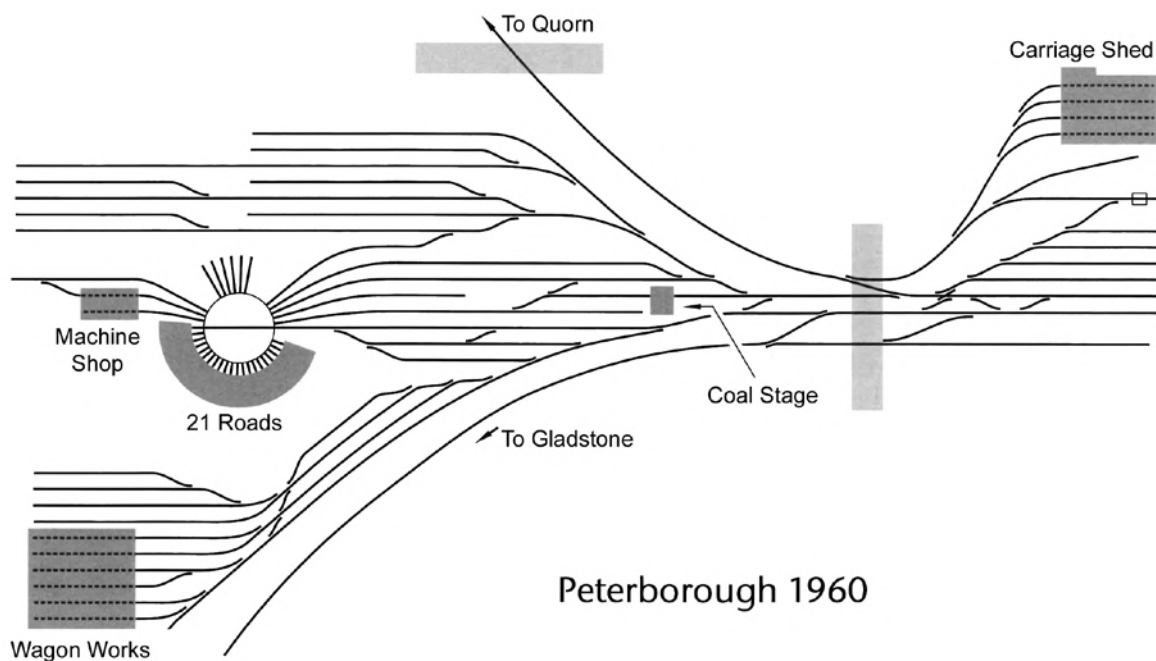 To Quorn
Carriage Shed
Machine
Shop
21 Roads
Coal Stage
To Gladstone
Peterborough 1960
Wagon Works